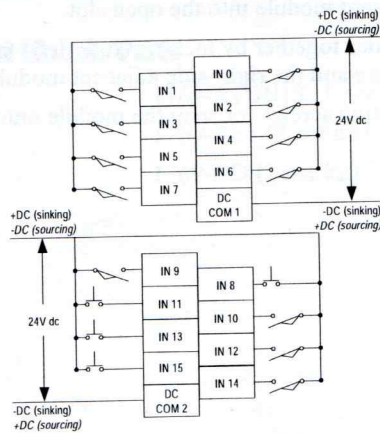 +DC (sinking)
-DC (sourcing)
IN 0
IN 1
IN 2
IN 3
IN 4
IN 5
IN 6
IN 7
DC
COM 1
24V dc
-DC (sinking)
+DC (sourcing)
+DC (sinking)
-DC (sourcing)
24V dc
IN 8
IN 9
IN 10
IN 11
IN 12
IN 13
IN 14
IN 15
DC
COM 2
-DC (sinking)
+DC (sourcing)